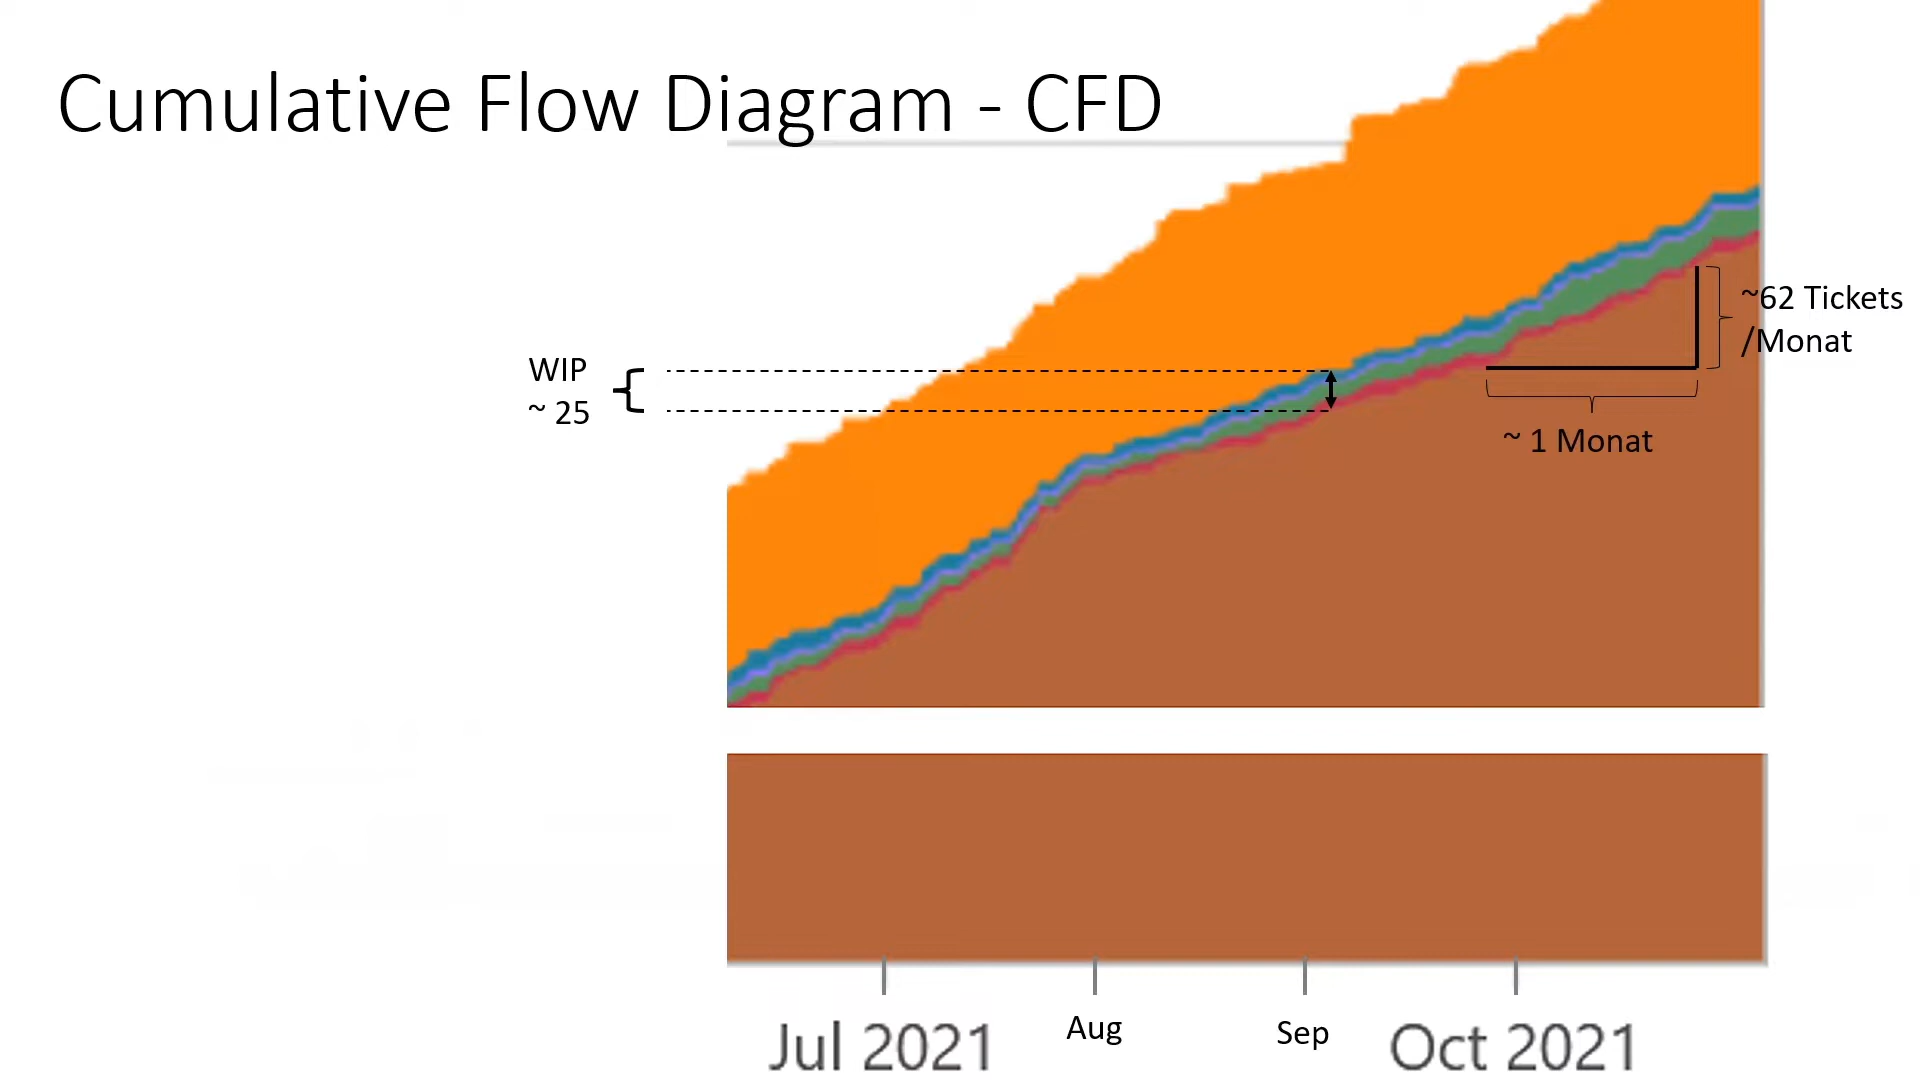 Cumulative Flow Diagram - CFD
~62 Tickets
/Monat
WIP
~ 25
~ 1 Monat
Jul 2021
Aug
Sep
Oct 2021